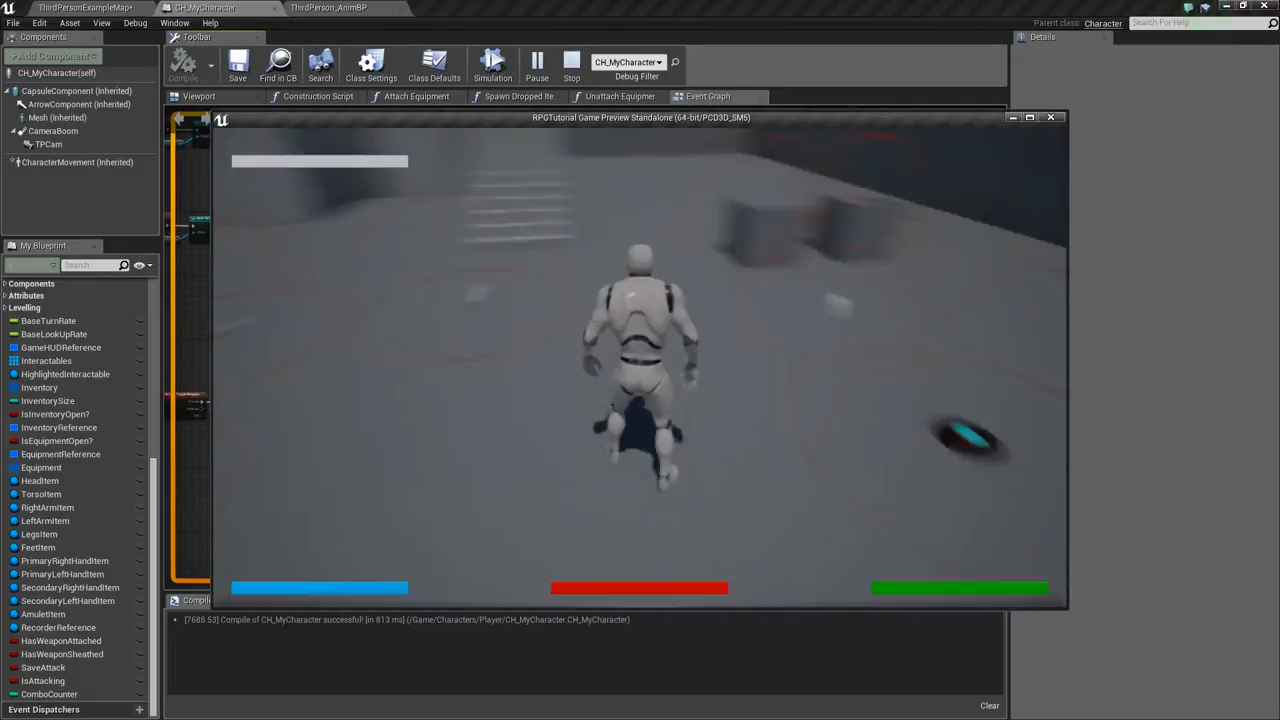 ThirdPersonExampleMap*
CH_MyCharacter
ThirdPerson_AnimBP
File Edit Asset View Debug Window Help
Parent class: Character
Search For Help
Components
Toolbar
Details
+Add Component
CH_MyCharacter(self)
CapsuleComponent (Inherited)
ArrowComponent (Inherited)
Mesh (Inherited)
CameraBoom
TPCam
CharacterMovement (Inherited)
Compile
Save
Find in CB
Search
Class Settings
Class Defaults
Simulation
Pause
Stop
CH_MyCharacter
Debug Filter
Viewport
Construction Script
Attach Equipment
Spawn Dropped Ite
Unattach Equipmer
Event Graph
RPGTutorial Game Preview Standalone (64-bit/PCD3D_SM5)
My Blueprint
Search
Components
Attributes
Levelling
BaseTurnRate
BaseLookUpRate
GameHUDReference
Interactables
HighlightedInteractable
Inventory
InventorySize
IsInventoryOpen?
InventoryReference
IsEquipmentOpen?
EquipmentReference
Equipment
HeadItem
TorsoItem
RightArmItem
LeftArmItem
LegsItem
FeetItem
PrimaryRightHandItem
PrimaryLeftHandItem
SecondaryRightHandItem
SecondaryLeftHandItem
AmuletItem
RecorderReference
HasWeaponAttached
HasWeaponSheathed
SaveAttack
IsAttacking
ComboCounter
Event Dispatchers
Compile
[7685.53] Compile of CH_MyCharacter successful! [in 813 ms] (/Game/Characters/Player/CH_MyCharacter.CH_MyCharacter)
Clear